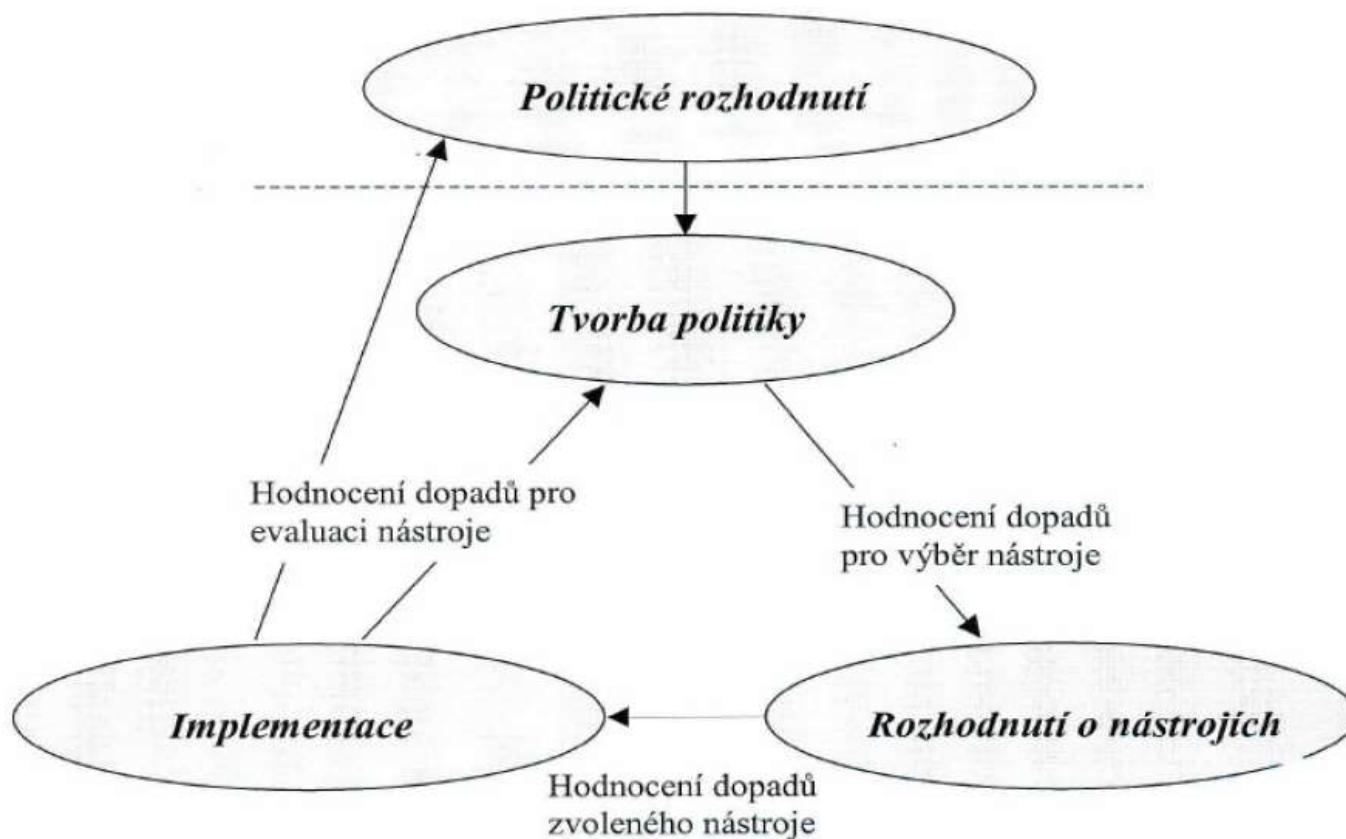 Politické rozhodnutí
Tvorba politiky
Hodnocení dopadů pro
evaluaci nástroje
Hodnocení dopadů
pro výběr nástroje
Implementace
Rozhodnutí o nástrojích
Hodnocení dopadů
zvoleného nástroje